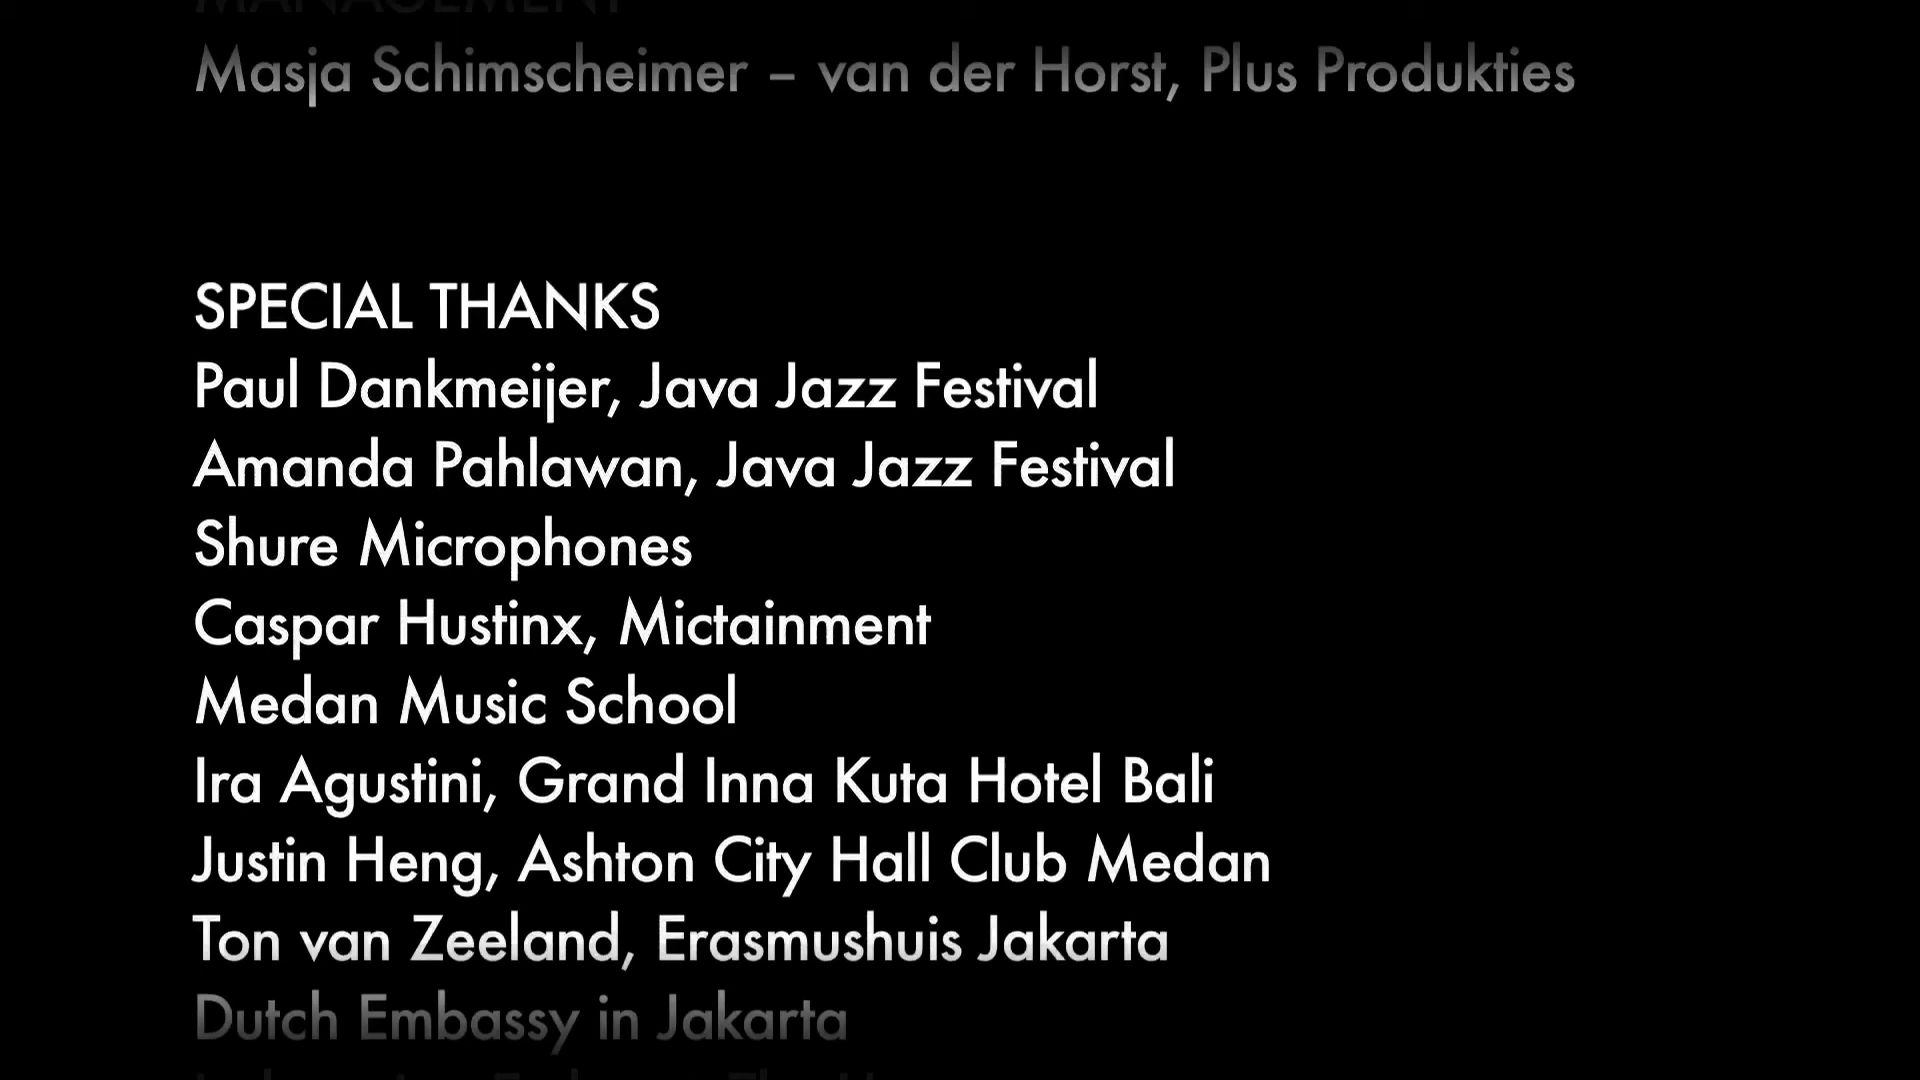 MANAGEMENT
Masja Schimscheimer – van der Horst, Plus Produkties
SPECIAL THANKS
Paul Dankmeijer, Java Jazz Festival
Amanda Pahlawan, Java Jazz Festival
Shure Microphones
Caspar Hustinx, Mictainment
Medan Music School
Ira Agustini, Grand Inna Kuta Hotel Bali
Justin Heng, Ashton City Hall Club Medan
Ton van Zeeland, Erasmushuis Jakarta
Dutch Embassy in Jakarta